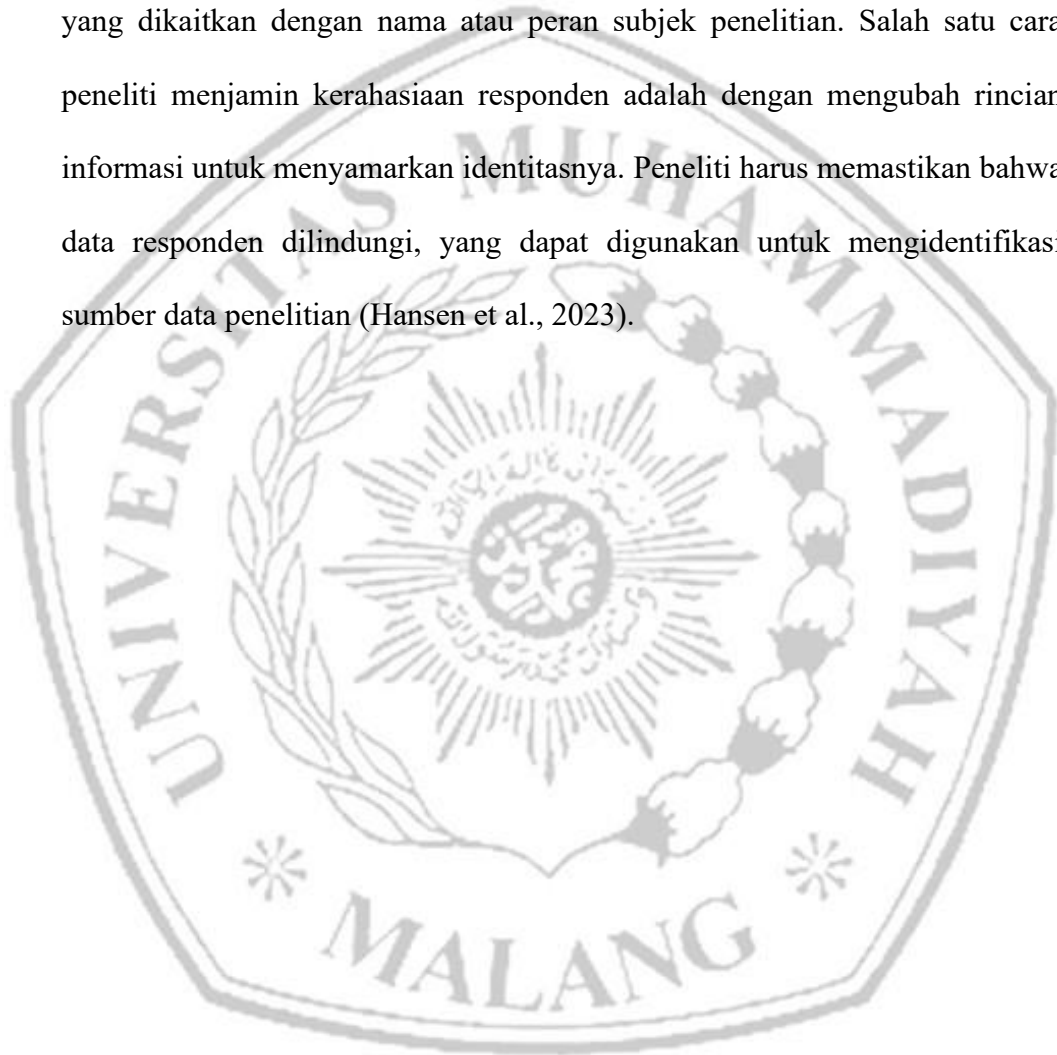 yang dikaitkan dengan nama atau peran subjek penelitian. Salah satu cara
peneliti menjamin kerahasiaan responden adalah dengan mengubah rincian
informasi untuk menyamarkan identitasnya. Peneliti harus memastikan bahwa
data responden dilindungi, yang dapat digunakan untuk mengidentifikasi
sumber data penelitian (Hansen et al., 2023).
UNIVERSITAS MUHAMMADIYAH
MALANG